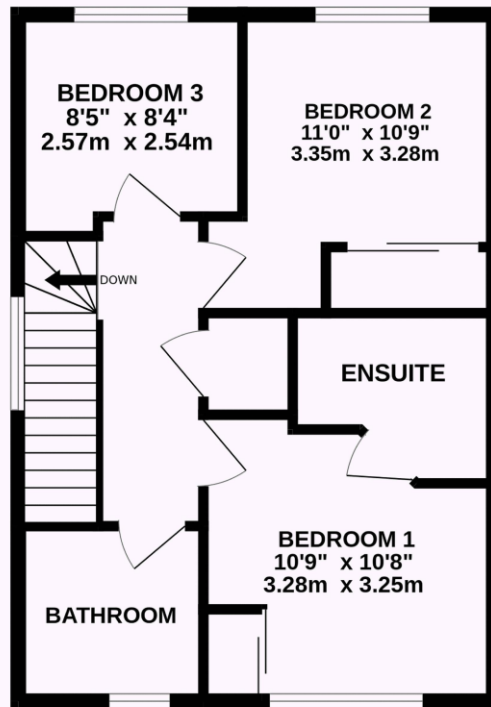 BEDROOM 3
8'5" x 8'4"
2.57m x 2.54m
BEDROOM 2
11'0" x 10'9"
3.35m x 3.28m
DOWN
ENSUITE
BEDROOM 1
10'9" x 10'8"
3.28m x 3.25m
BATHROOM